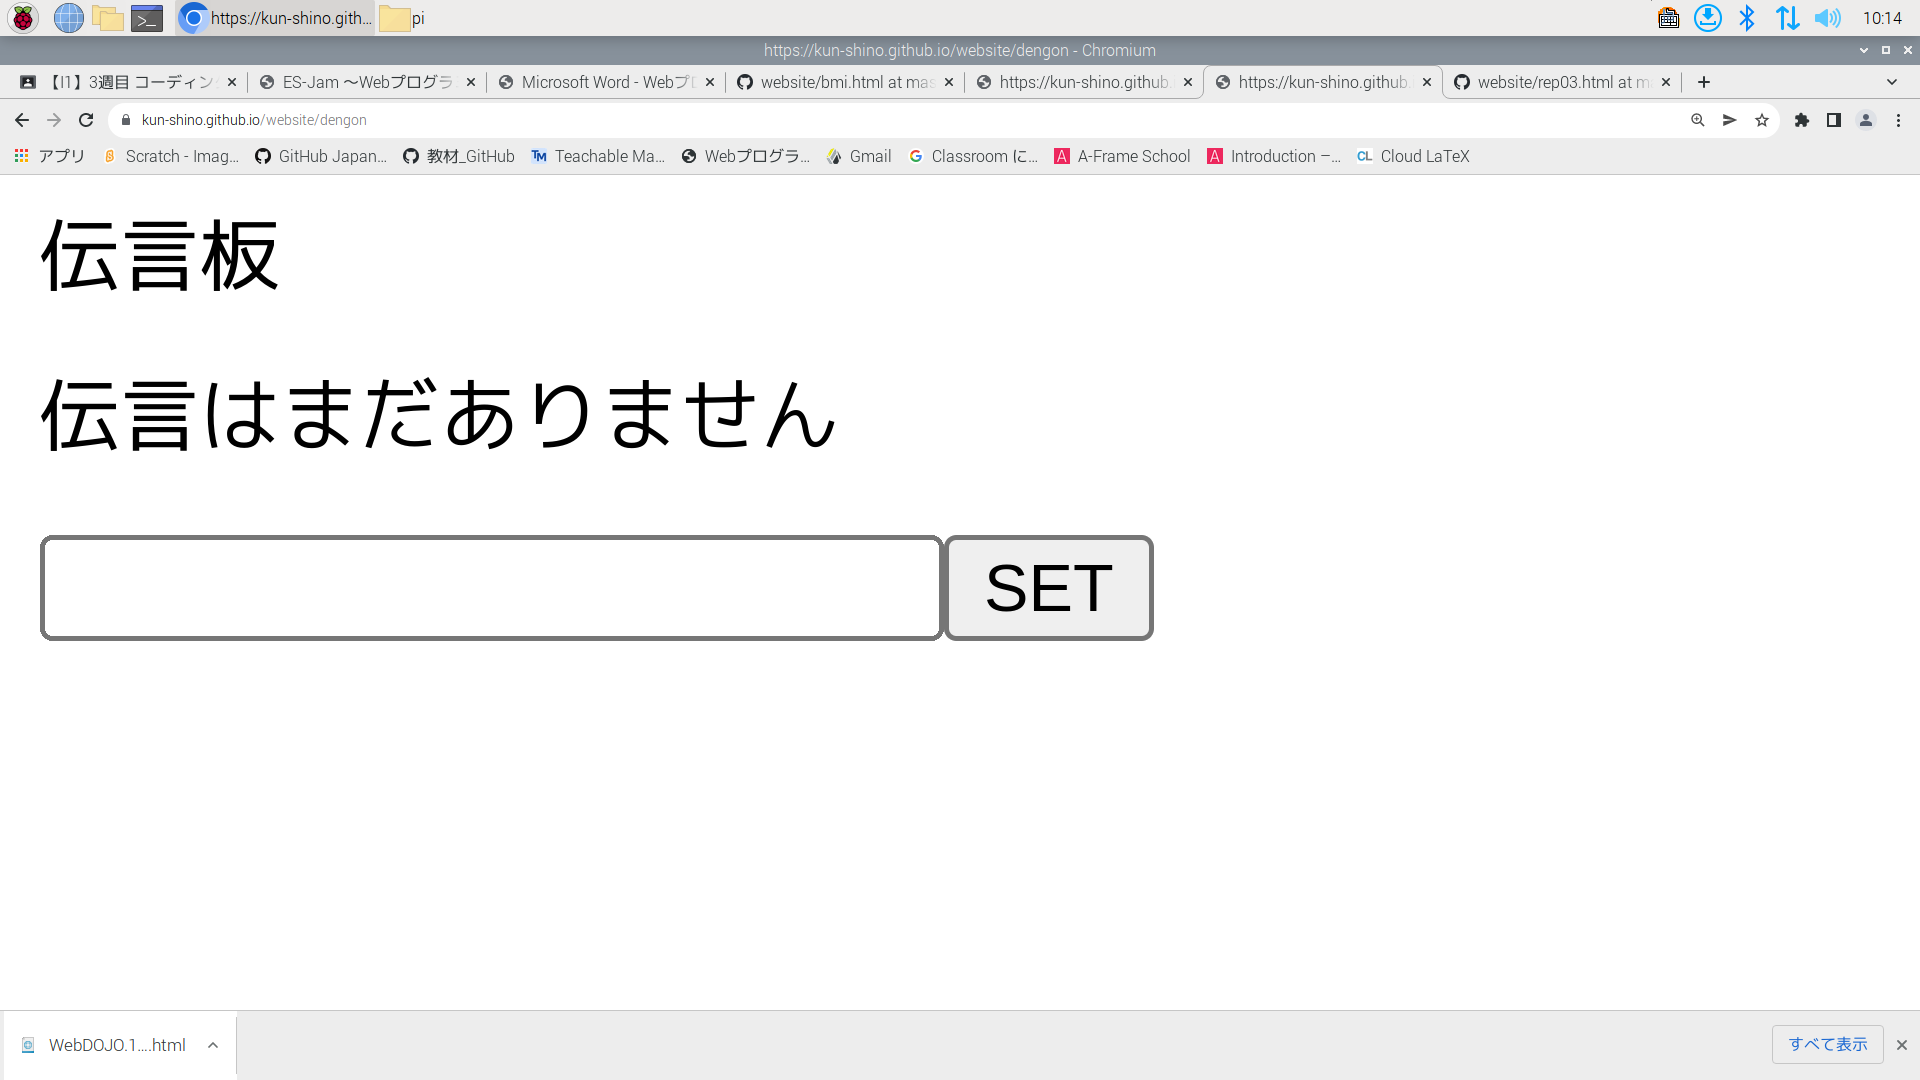 https://kun-shino.gith... pi 10:14
https://kun-shino.github.io/website/dengon - Chromium
【I1】3週目 コーディン ES-Jam 〜Webプログラ Microsoft Word - Webプロ website/bmi.html at mas https://kun-shino.github. https://kun-shino.github. website/rep03.html at m
kun-shino.github.io/website/dengon
アプリ Scratch - Imag... GitHub Japan... 教材_GitHub Teachable Ma... Webプログラ... Gmail Classroom に... A-Frame School Introduction –... Cloud LaTeX
伝言板
伝言はまだありません
SET
WebDOJO.1....html すべて表示